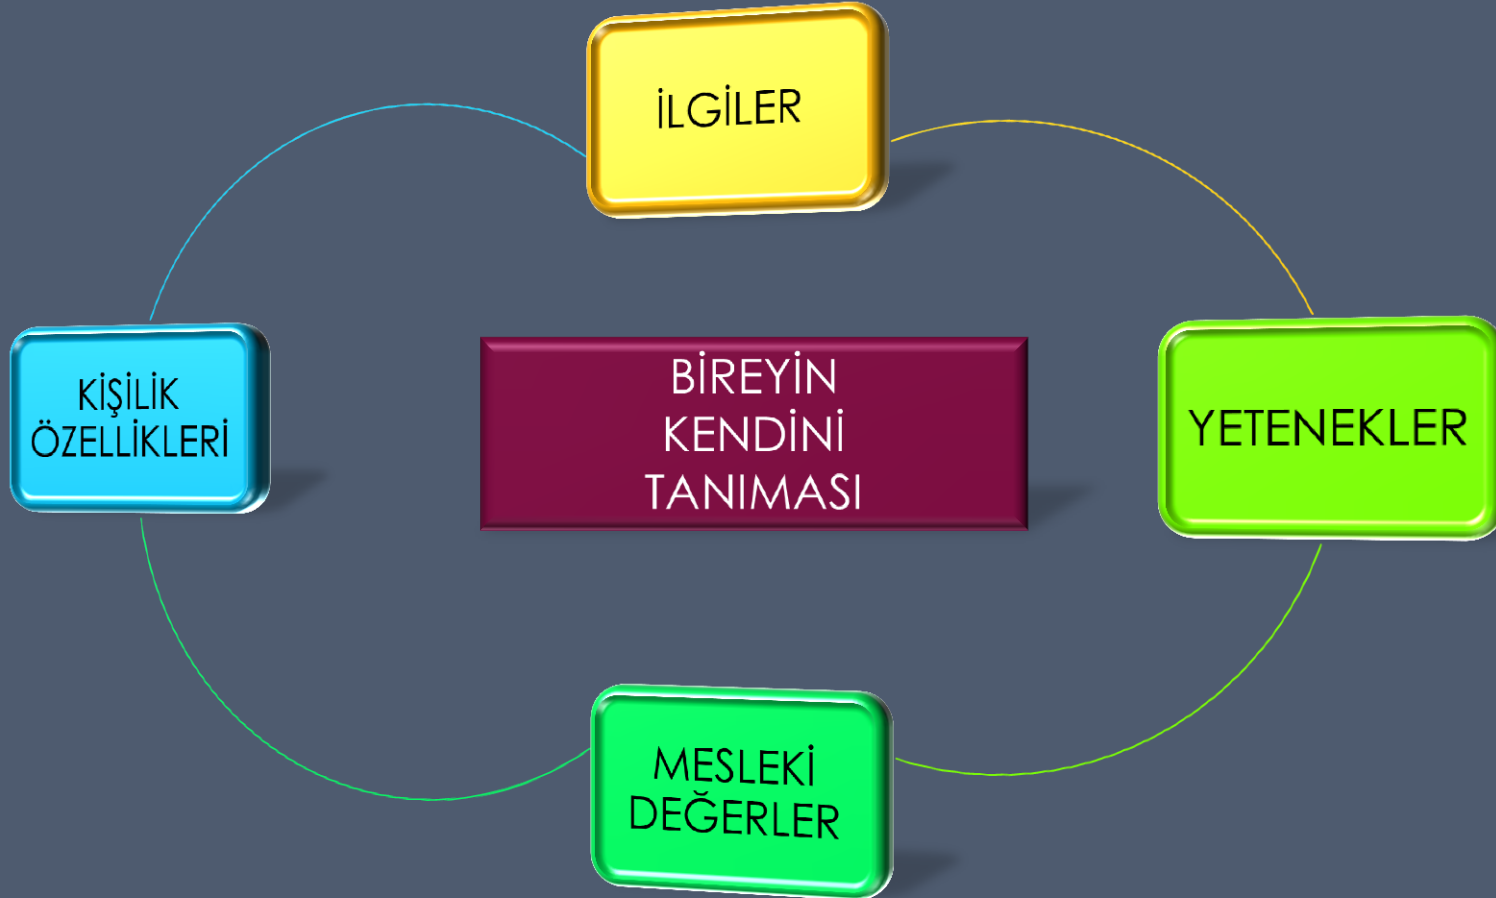 İLGİLER
KİŞİLİK
ÖZELLİKLERİ
BİREYİN
KENDİNİ
TANIMASI
YETENEKLER
MESLEKİ
DEĞERLER